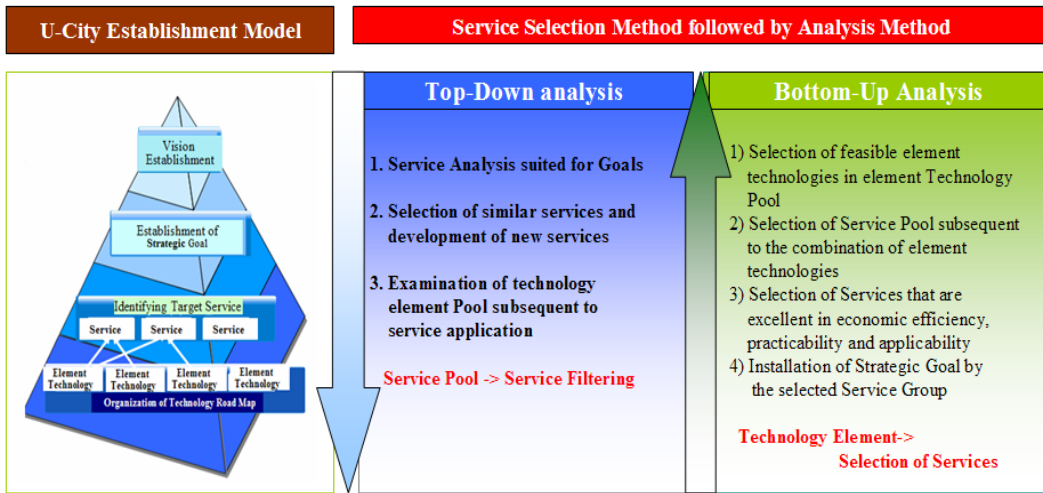 U-City Establishment Model
Service Selection Method followed by Analysis Method
Vision
Establishment
Establishment of
Strategic Goal
Identifying Target Service
Service Service Service
Element
Technology
Element
Technology
Element
Technology
Element
Technology
Organization of Technology Road Map
Top-Down analysis
1. Service Analysis suited for Goals
2. Selection of similar services and
development of new services
3. Examination of technology
element Pool subsequent to
service application
Service Pool -> Service Filtering
Bottom-Up Analysis
1) Selection of feasible element
technologies in element Technology
Pool
2) Selection of Service Pool subsequent
to the combination of element
technologies
3) Selection of Services that are
excellent in economic efficiency,
practicability and applicability
4) Installation of Strategic Goal by
the selected Service Group
Technology Element->
Selection of Services